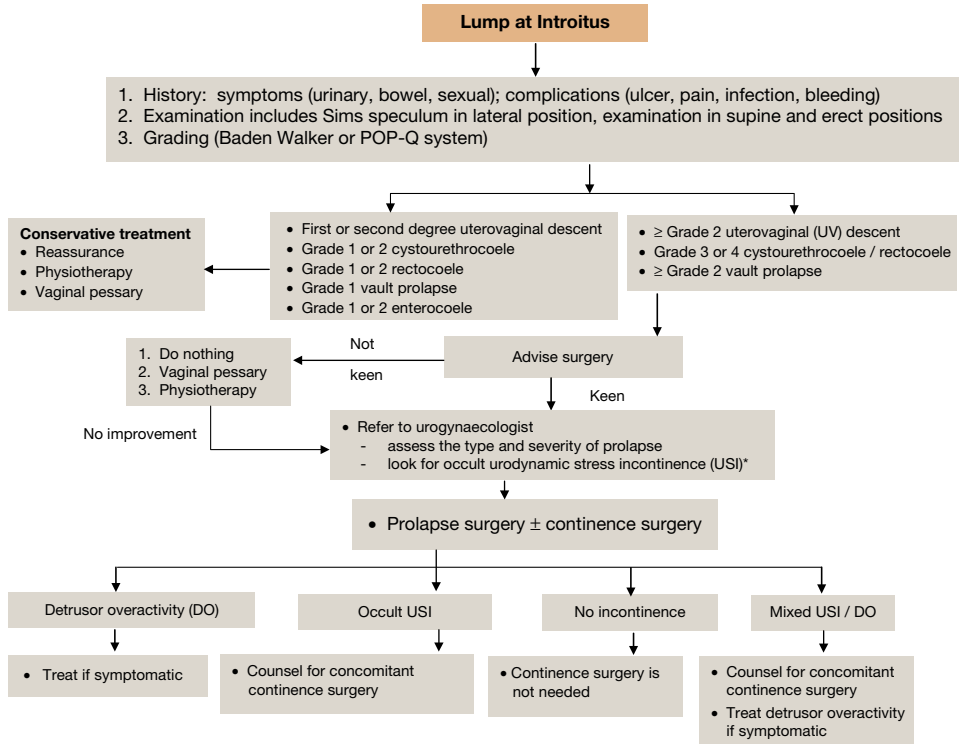 Lump at Introitus
1. History: symptoms (urinary, bowel, sexual); complications (ulcer, pain, infection, bleeding)
2. Examination includes Sims speculum in lateral position, examination in supine and erect positions
3. Grading (Baden Walker or POP-Q system)
Conservative treatment
• Reassurance
• Physiotherapy
• Vaginal pessary
• First or second degree uterovaginal descent
• Grade 1 or 2 cystourethrocoele
• Grade 1 or 2 rectocoele
• Grade 1 vault prolapse
• Grade 1 or 2 enterocoele
• ≥ Grade 2 uterovaginal (UV) descent
• Grade 3 or 4 cystourethrocoele / rectocoele
• ≥ Grade 2 vault prolapse
1. Do nothing
2. Vaginal pessary
3. Physiotherapy
Not
keen
Advise surgery
Keen
No improvement
• Refer to urogynaecologist
- assess the type and severity of prolapse
- look for occult urodynamic stress incontinence (USI)*
• Prolapse surgery ± continence surgery
Detrusor overactivity (DO)
Occult USI
No incontinence
Mixed USI / DO
• Treat if symptomatic
• Counsel for concomitant
continence surgery
• Continence surgery is
not needed
• Counsel for concomitant
continence surgery
• Treat detrusor overactivity
if symptomatic